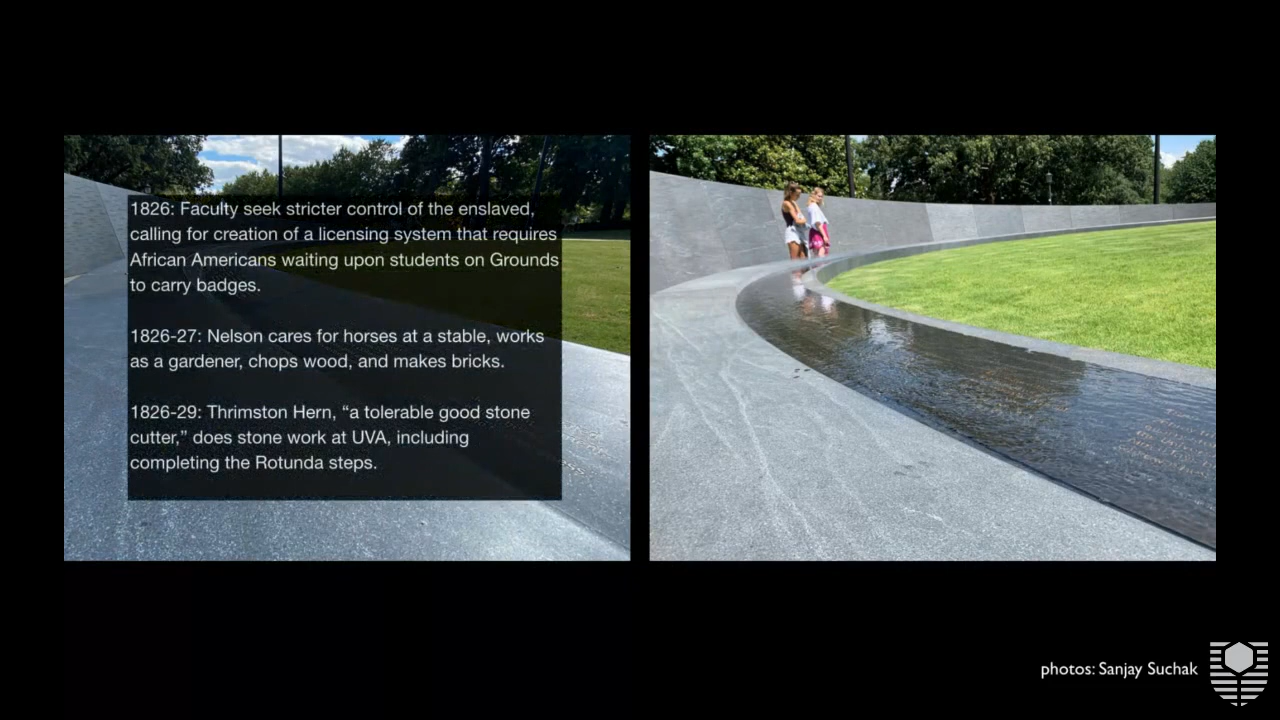 1826: Faculty seek stricter control of the enslaved,
calling for creation of a licensing system that requires
African Americans waiting upon students on Grounds
to carry badges.
1826-27: Nelson cares for horses at a stable, works
as a gardener, chops wood, and makes bricks.
1826-29: Thrimston Hern, “a tolerable good stone
cutter,” does stone work at UVA, including
completing the Rotunda steps.
photos: Sanjay Suchak